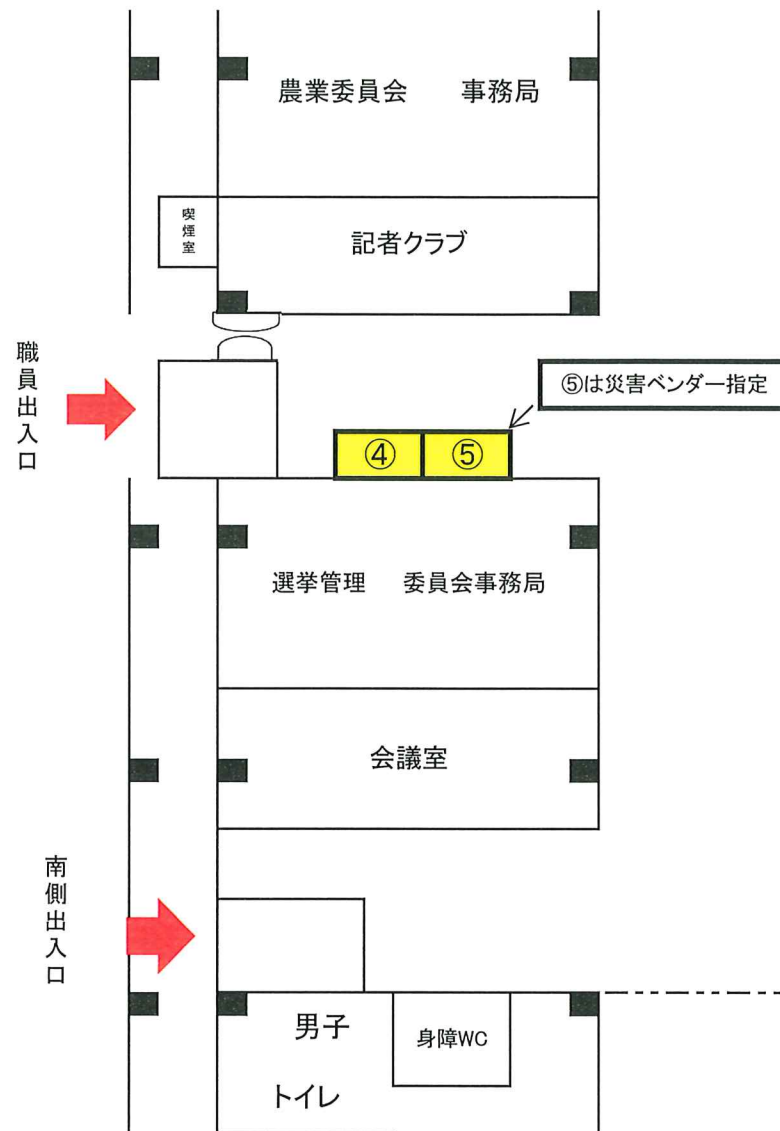 農業委員会　事務局
喫煙室
記者クラブ
職員出入口
⑤は災害ベンダー指定
④ ⑤
選挙管理　委員会事務局
会議室
南側出入口
男子
トイレ
身障WC